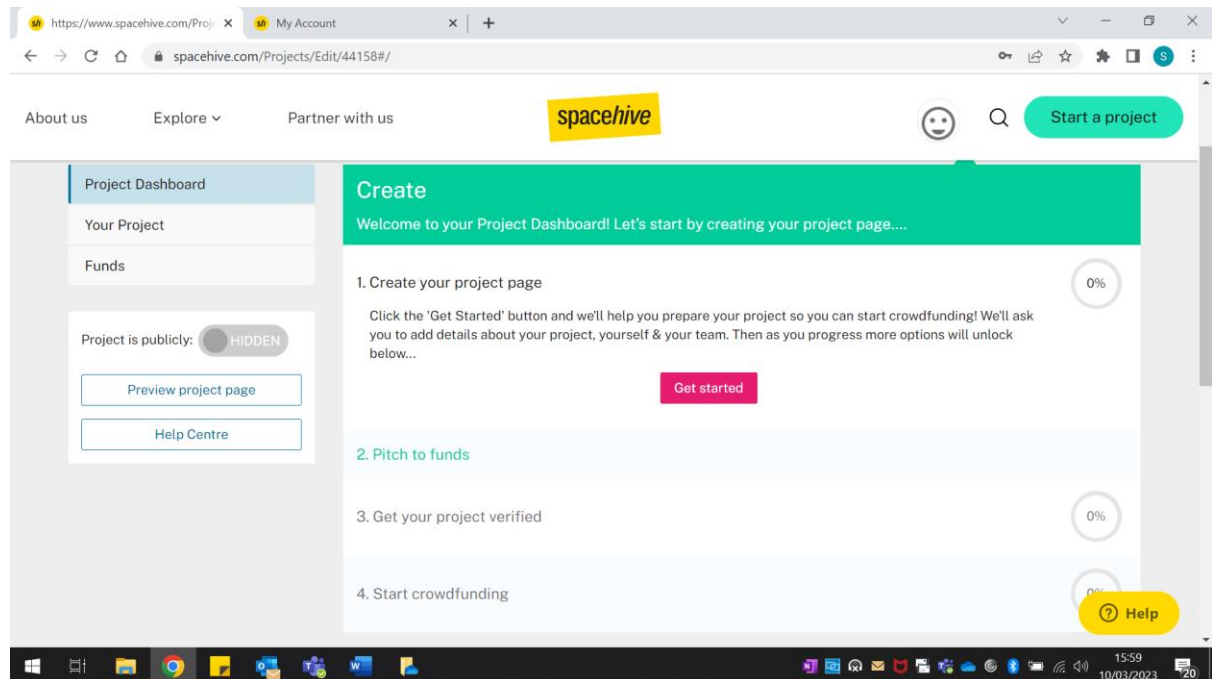 sh https://www.spacehive.com/Proje
sh My Account
spacehive.com/Projects/Edit/44158#/
S
About us Explore Partner with us spacehive Start a project
Project Dashboard
Your Project
Funds
Project is publicly: HIDDEN
Preview project page
Help Centre
Create
Welcome to your Project Dashboard! Let's start by creating your project page....
1. Create your project page 0%
Click the 'Get Started' button and we'll help you prepare your project so you can start crowdfunding! We'll ask
you to add details about your project, yourself & your team. Then as you progress more options will unlock
below...
Get started
2. Pitch to funds
3. Get your project verified 0%
4. Start crowdfunding 0%
? Help
15:59
10/03/2023
20